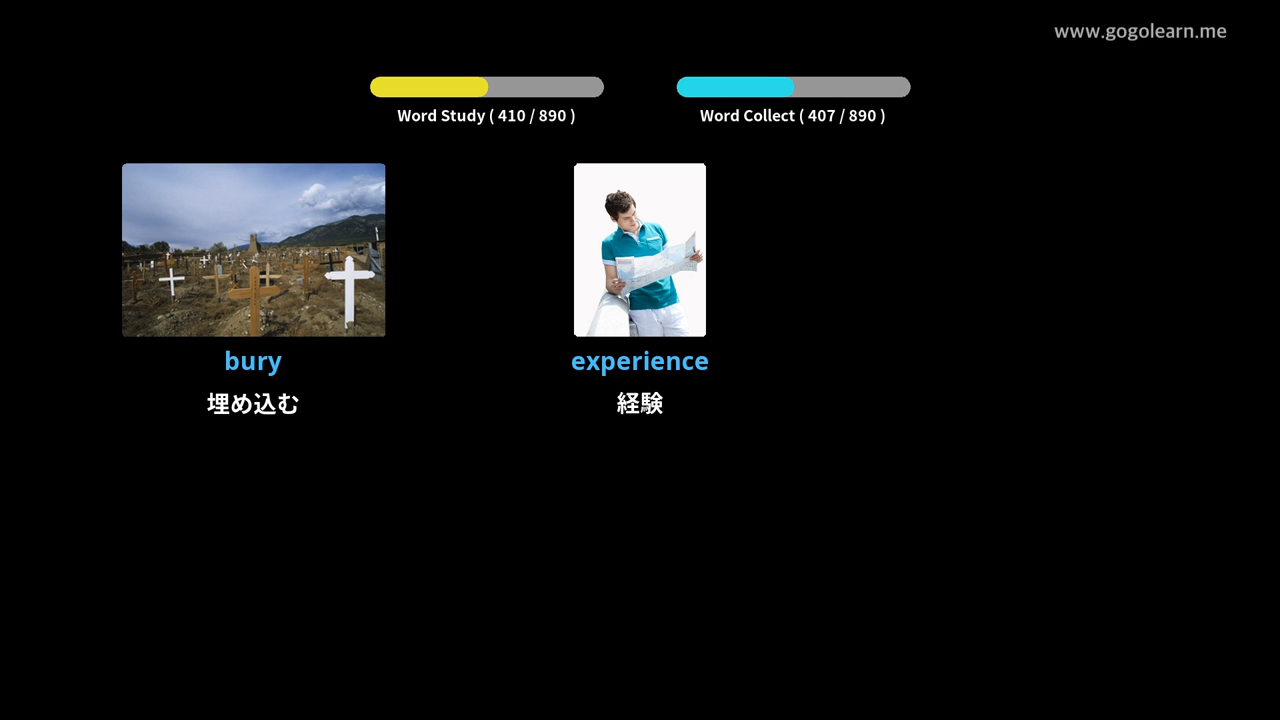 www.gogolearn.me
Word Study ( 410 / 890 )
Word Collect ( 407 / 890 )
bury
埋め込む
experience
経験